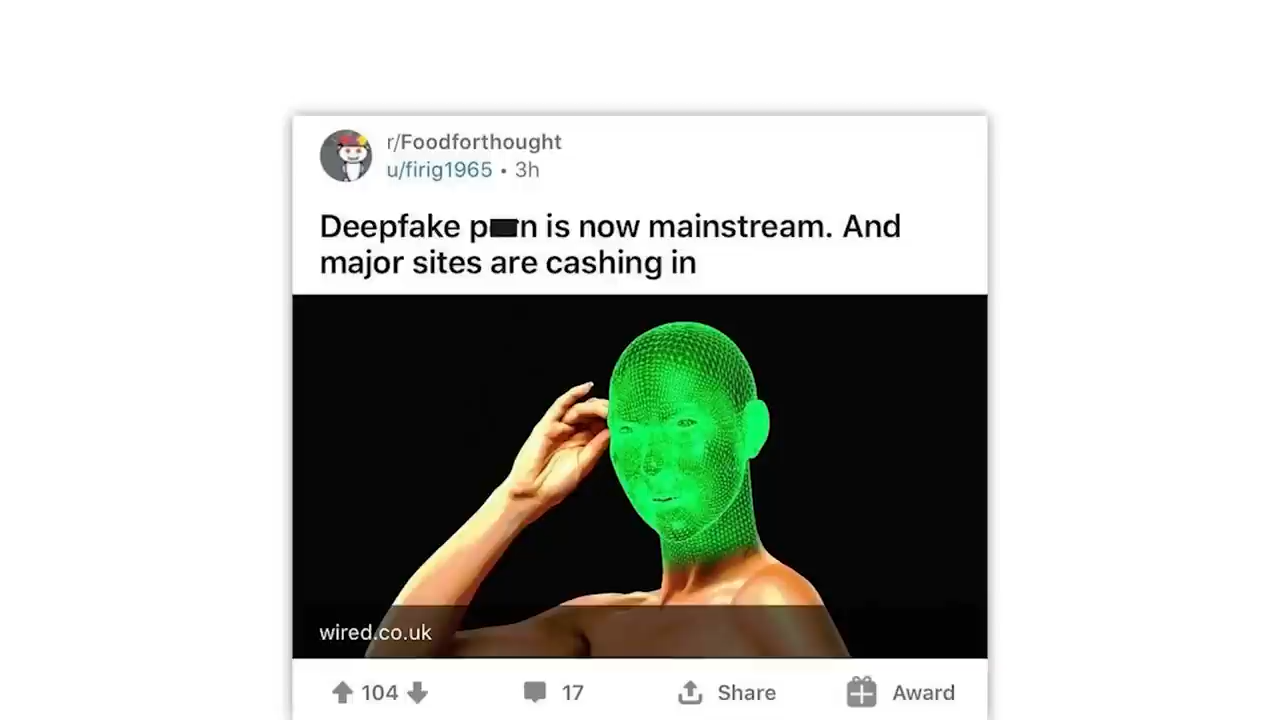 r/Foodforthought
u/firig1965 • 3h
Deepfake p n is now mainstream. And
major sites are cashing in
wired.co.uk
104
17
Share
Award